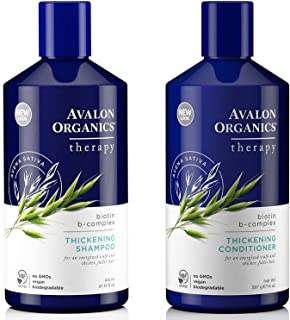 NEW
LOOK
AVALON
ORGANICS®
therapy
AVENA SATIVA
biotin
b-complex
THICKENING
SHAMPOO
for an energized scalp and
thicker, fuller hair
no GMOs
vegan
biodegradable
NEW
LOOK
AVALON
ORGANICS®
therapy
AVENA SATIVA
biotin
b-complex
THICKENING
CONDITIONER
for an energized scalp and
thicker, fuller hair
no GMOs
vegan
biodegradable